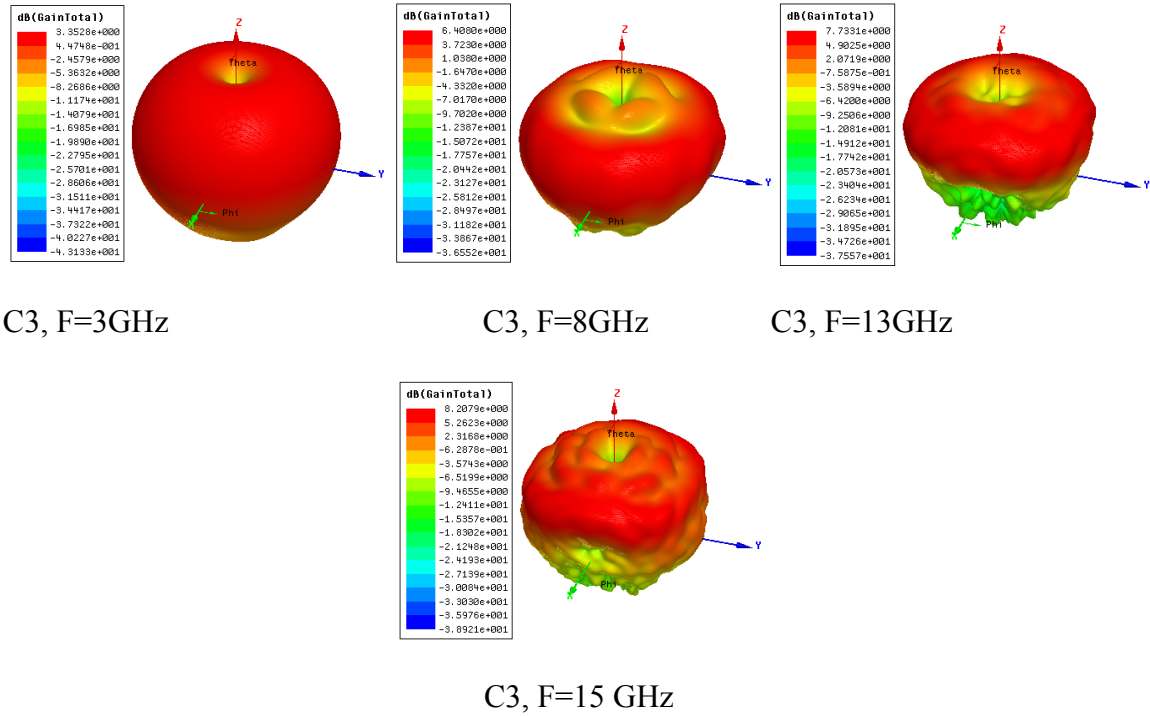 dB(GainTotal)
3.3528e+000
4.4748e-001
-2.4579e+000
-5.3632e+000
-8.2686e+000
-1.1174e+001
-1.4079e+001
-1.6985e+001
-1.9890e+001
-2.2795e+001
-2.5701e+001
-2.8606e+001
-3.1511e+001
-3.4417e+001
-3.7322e+001
-4.0227e+001
-4.3133e+001
Z
Theta
Y
Phi
X
dB(GainTotal)
6.4080e+000
3.7230e+000
1.0380e+000
-1.6470e+000
-4.3320e+000
-7.0170e+000
-9.7020e+000
-1.2387e+001
-1.5072e+001
-1.7757e+001
-2.0442e+001
-2.3127e+001
-2.5812e+001
-2.8497e+001
-3.1182e+001
-3.3867e+001
-3.6552e+001
Z
Theta
Y
Phi
X
dB(GainTotal)
7.7331e+000
4.9025e+000
2.0719e+000
-7.5875e-001
-3.5894e+000
-6.4200e+000
-9.2506e+000
-1.2081e+001
-1.4912e+001
-1.7742e+001
-2.0573e+001
-2.3404e+001
-2.6234e+001
-2.9065e+001
-3.1895e+001
-3.4726e+001
-3.7557e+001
Z
Theta
Y
Phi
X
C3, F=3GHz
C3, F=8GHz
C3, F=13GHz
dB(GainTotal)
8.2079e+000
5.2623e+000
2.3168e+000
-6.2878e-001
-3.5743e+000
-6.5199e+000
-9.4655e+000
-1.2411e+001
-1.5357e+001
-1.8302e+001
-2.1248e+001
-2.4193e+001
-2.7139e+001
-3.0084e+001
-3.3030e+001
-3.5976e+001
-3.8921e+001
Z
Theta
Y
Phi
X
C3, F=15 GHz